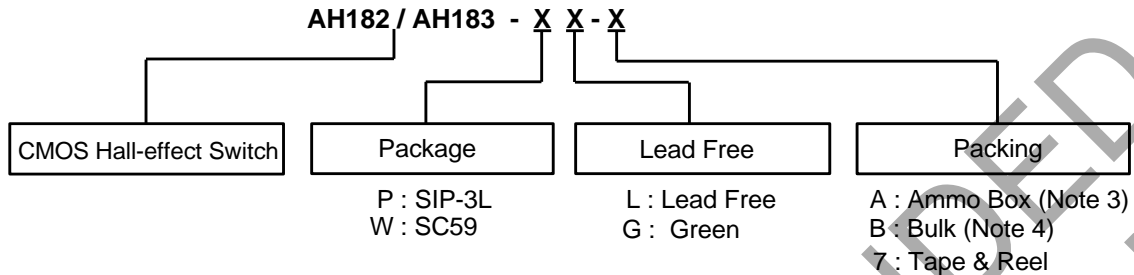 AH182 / AH183 - X X - X
CMOS Hall-effect Switch
Package
Lead Free
Packing
P : SIP-3L
W : SC59
L : Lead Free
G : Green
A : Ammo Box (Note 3)
B : Bulk (Note 4)
7 : Tape & Reel